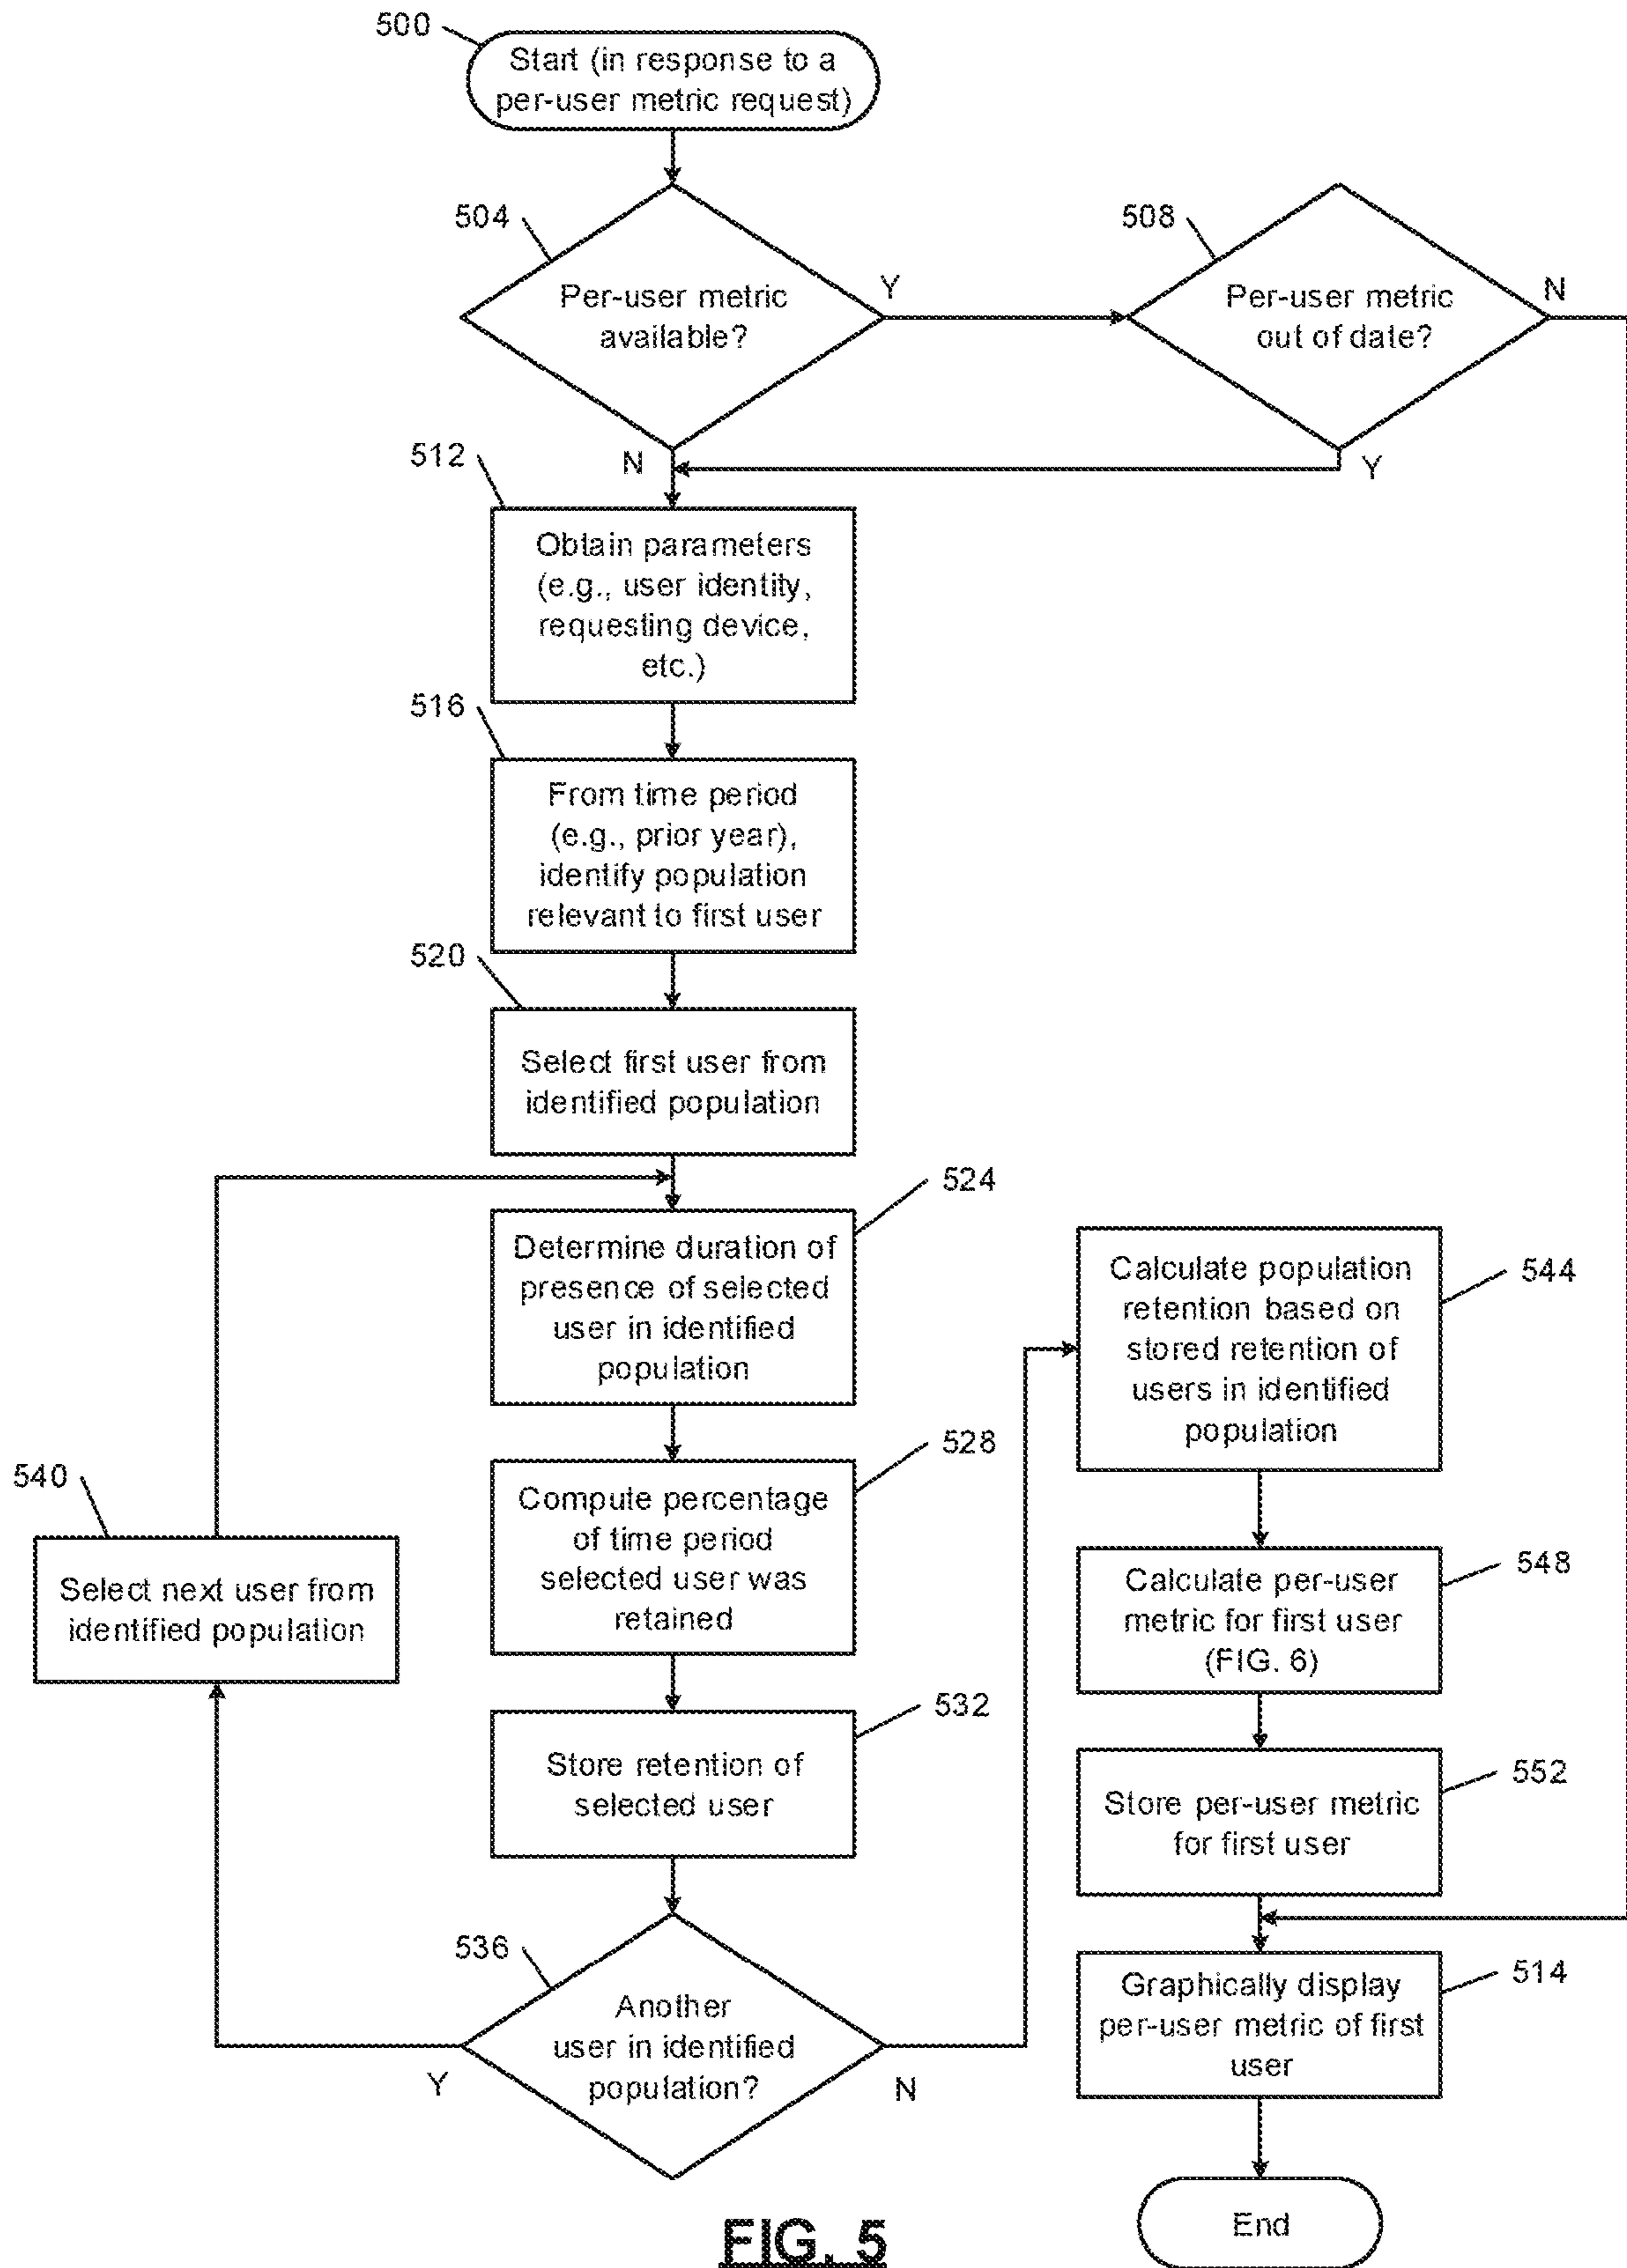 500
Start (in response to a
per-user metric request)
504
Per-user metric
available?
Y
508
Per-user metric
out of date?
N
N
Y
512
Obtain parameters
(e.g., user identity,
requesting device,
etc.)
516
From time period
(e.g., prior year),
identify population
relevant to first user
520
Select first user from
identified population
524
Determine duration of
presence of selected
user in identified
population
528
Compute percentage
of time period
selected user was
retained
540
Select next user from
identified population
532
Store retention of
selected user
536
Another
user in identified
population?
Y
N
544
Calculate population
retention based on
stored retention of
users in identified
population
548
Calculate per-user
metric for first user
(FIG. 6)
552
Store per-user metric
for first user
514
Graphically display
per-user metric of first
user
End
FIG. 5